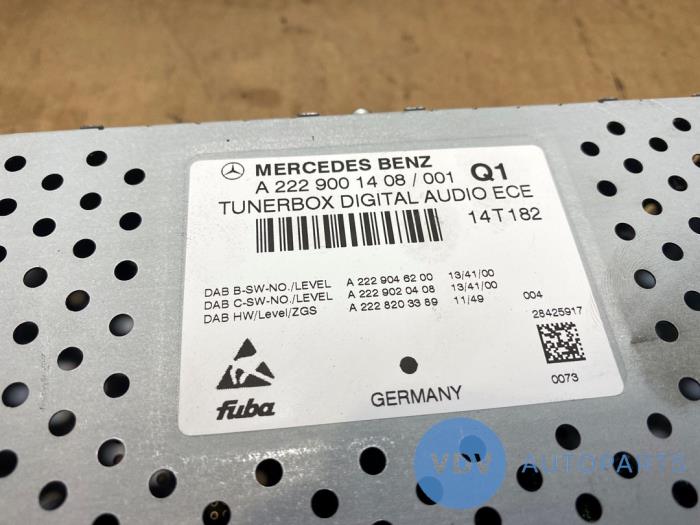 MERCEDES BENZ
A 222 900 14 08 / 001 Q1
TUNERBOX DIGITAL AUDIO ECE
14T182
DAB B-SW-NO./LEVEL A 222 904 62 00 13/41/00
DAB C-SW-NO./LEVEL A 222 902 04 08 13/41/00
DAB HW/Level/ZGS A 222 820 33 89 11/49 004
28425917
0073
fuba
GERMANY
VDV AUTOPARTS